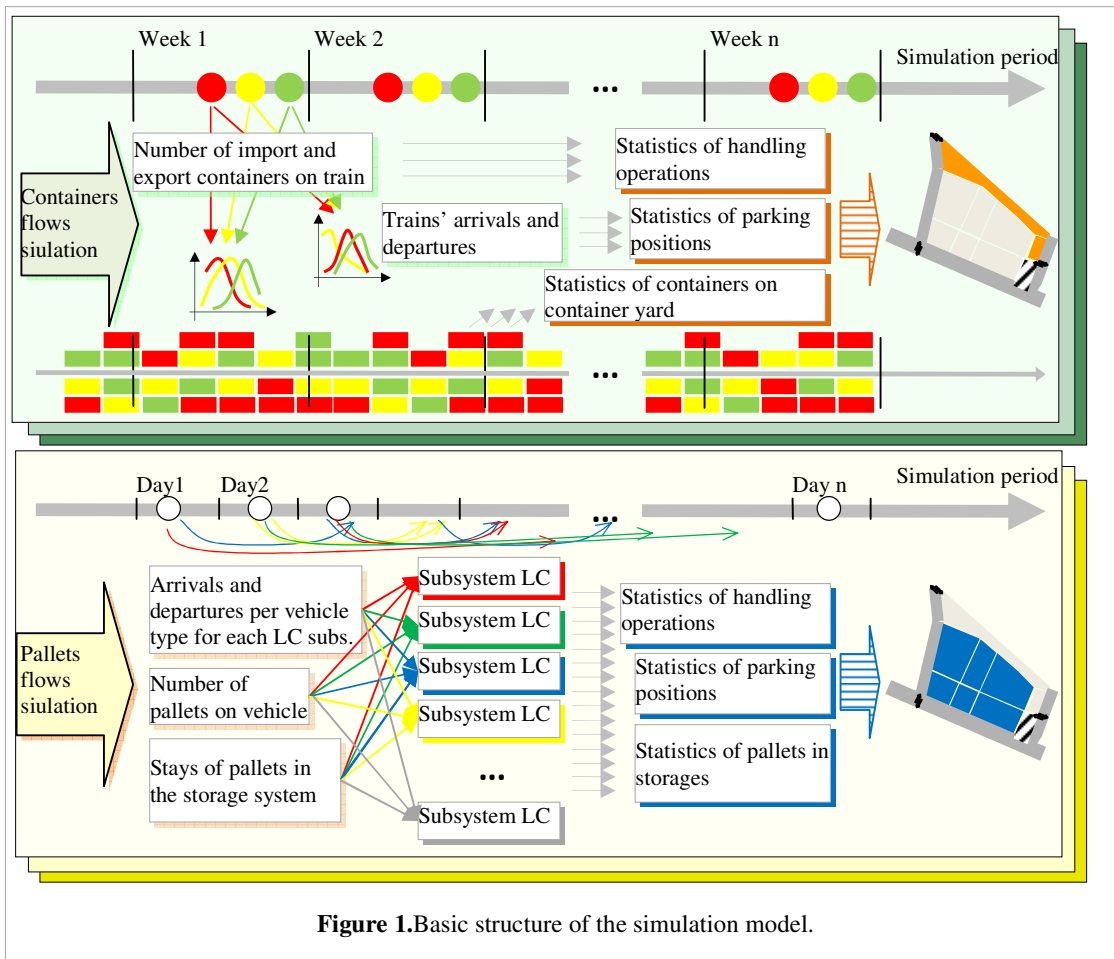 Week 1
Week 2
Week n
Simulation period
...
Number of import and
export containers on train
Statistics of handling
operations
Containers
flows
siulation
Trains' arrivals and
departures
Statistics of parking
positions
Statistics of containers on
container yard
...
Simulation period
Day1
Day2
Day n
...
Arrivals and
departures per vehicle
type for each LC subs.
Subsystem LC
Subsystem LC
Statistics of handling
operations
Pallets
flows
siulation
Number of
pallets on vehicle
Subsystem LC
Subsystem LC
Statistics of parking
positions
Stays of pallets in
the storage system
...
Subsystem LC
Statistics of pallets in
storages
Figure 1.Basic structure of the simulation model.